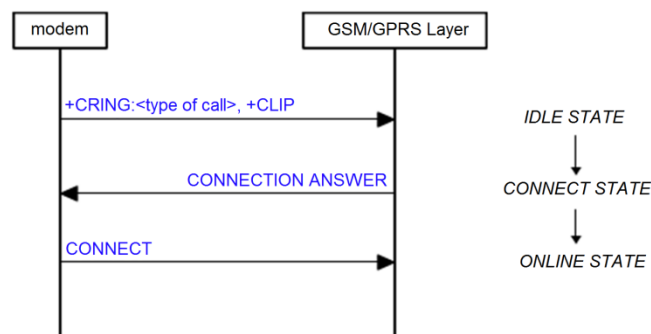 modem
GSM/GPRS Layer
+CRING:<type of call>, +CLIP
IDLE STATE
CONNECTION ANSWER
CONNECT STATE
CONNECT
ONLINE STATE